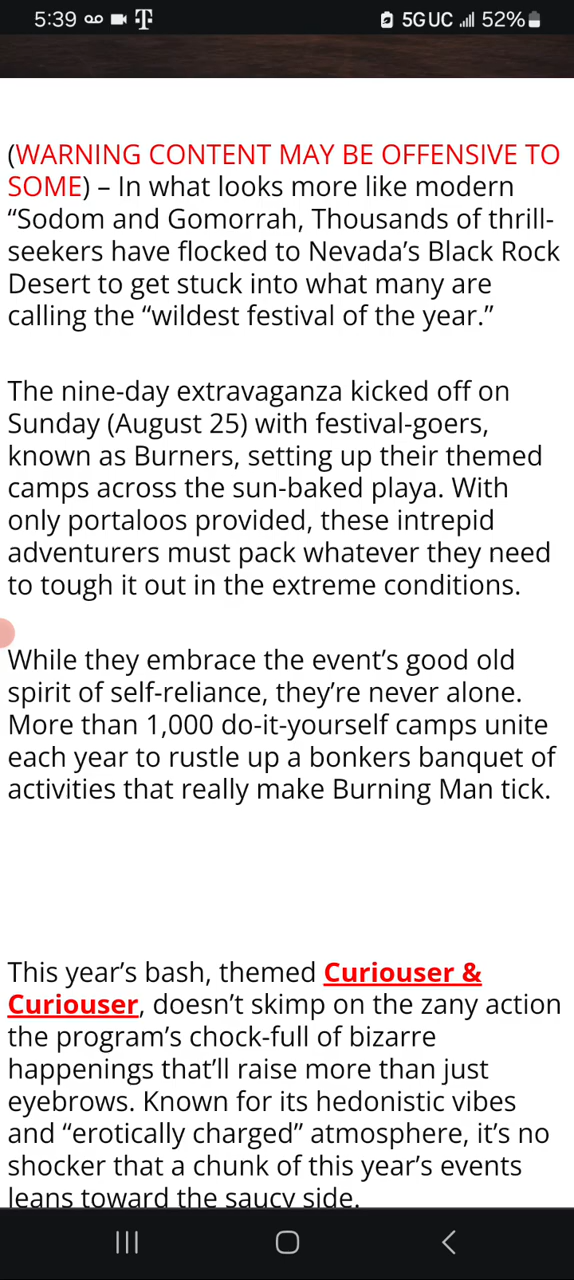 5:39
5G UC 52%
(WARNING CONTENT MAY BE OFFENSIVE TO
SOME) – In what looks more like modern
“Sodom and Gomorrah, Thousands of thrill-
seekers have flocked to Nevada’s Black Rock
Desert to get stuck into what many are
calling the “wildest festival of the year.”
The nine-day extravaganza kicked off on
Sunday (August 25) with festival-goers,
known as Burners, setting up their themed
camps across the sun-baked playa. With
only portaloos provided, these intrepid
adventurers must pack whatever they need
to tough it out in the extreme conditions.
While they embrace the event’s good old
spirit of self-reliance, they’re never alone.
More than 1,000 do-it-yourself camps unite
each year to rustle up a bonkers banquet of
activities that really make Burning Man tick.
This year’s bash, themed Curiouser &
Curiouser, doesn’t skimp on the zany action
the program’s chock-full of bizarre
happenings that’ll raise more than just
eyebrows. Known for its hedonistic vibes
and “erotically charged” atmosphere, it’s no
shocker that a chunk of this year’s events
leans toward the saucy side.